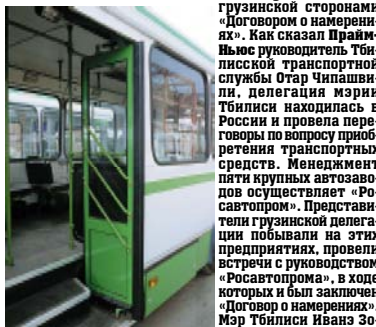 грузинской сторонами
«Договором о намерени-
ях». Как сказал Прайм-
Ньюс руководитель Тби-
лисской транспортной
службы Отар Чипашви-
ли, делегация мэрии
Тбилиси находилась в
России и провела пере-
говоры по вопросу приоб-
ретения транспортных
средств. Менеджмент
пяти крупных автозаво-
дов осуществляет «Ро-
савтопром». Представи-
тели грузинской делега-
ции побывали на этих
предприятиях, провели
встречи с руководством
«Росавтопрома», в ходе
которых и был заключен
«Договор о намерениях».
Мэр Тбилиси Иванэ Зо-